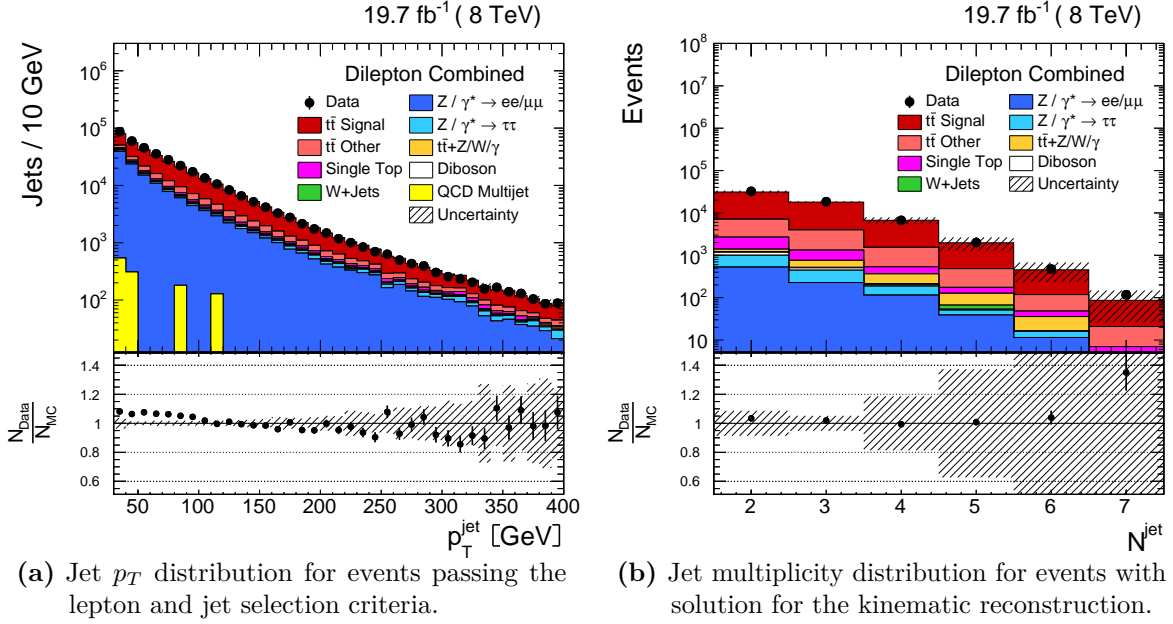 19.7 fb⁻¹ ( 8 TeV)
Jets / 10 GeV
10⁶
10⁵
10⁴
10³
10²
Dilepton Combined
Data
Z / γ* → ee/μμ
tt̄ Signal
Z / γ* → ττ
tt̄ Other
tt̄+Z/W/γ
Single Top
Diboson
W+Jets
QCD Multijet
Uncertainty
N_Data / N_MC
1.4
1.2
1.0
0.8
0.6
50 100 150 200 250 300 350 400
p_T^jet [GeV]
(a) Jet p_T distribution for events passing the
lepton and jet selection criteria.
19.7 fb⁻¹ ( 8 TeV)
Events
10⁸
10⁷
10⁶
10⁵
10⁴
10³
10²
10
Dilepton Combined
Data
Z / γ* → ee/μμ
tt̄ Signal
Z / γ* → ττ
tt̄ Other
tt̄+Z/W/γ
Single Top
Diboson
W+Jets
Uncertainty
N_Data / N_MC
1.4
1.2
1.0
0.8
0.6
2 3 4 5 6 7
N^jet
(b) Jet multiplicity distribution for events with
solution for the kinematic reconstruction.